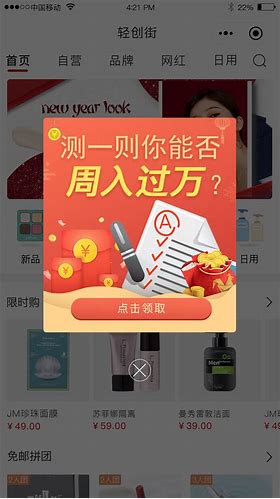 中国移动 4:21 PM 22%
轻创街
首页 自营 品牌 网红 日用
new year look
测一则你能否
周入过万？
A
点击领取
新品 日用
限时购
JM珍珠面膜 苏菲娜隔离 曼秀雷敦洁面 JM
¥ 49.00 ¥ 59.00 ¥ 29.00 ¥
免邮拼团
2人团 2人团